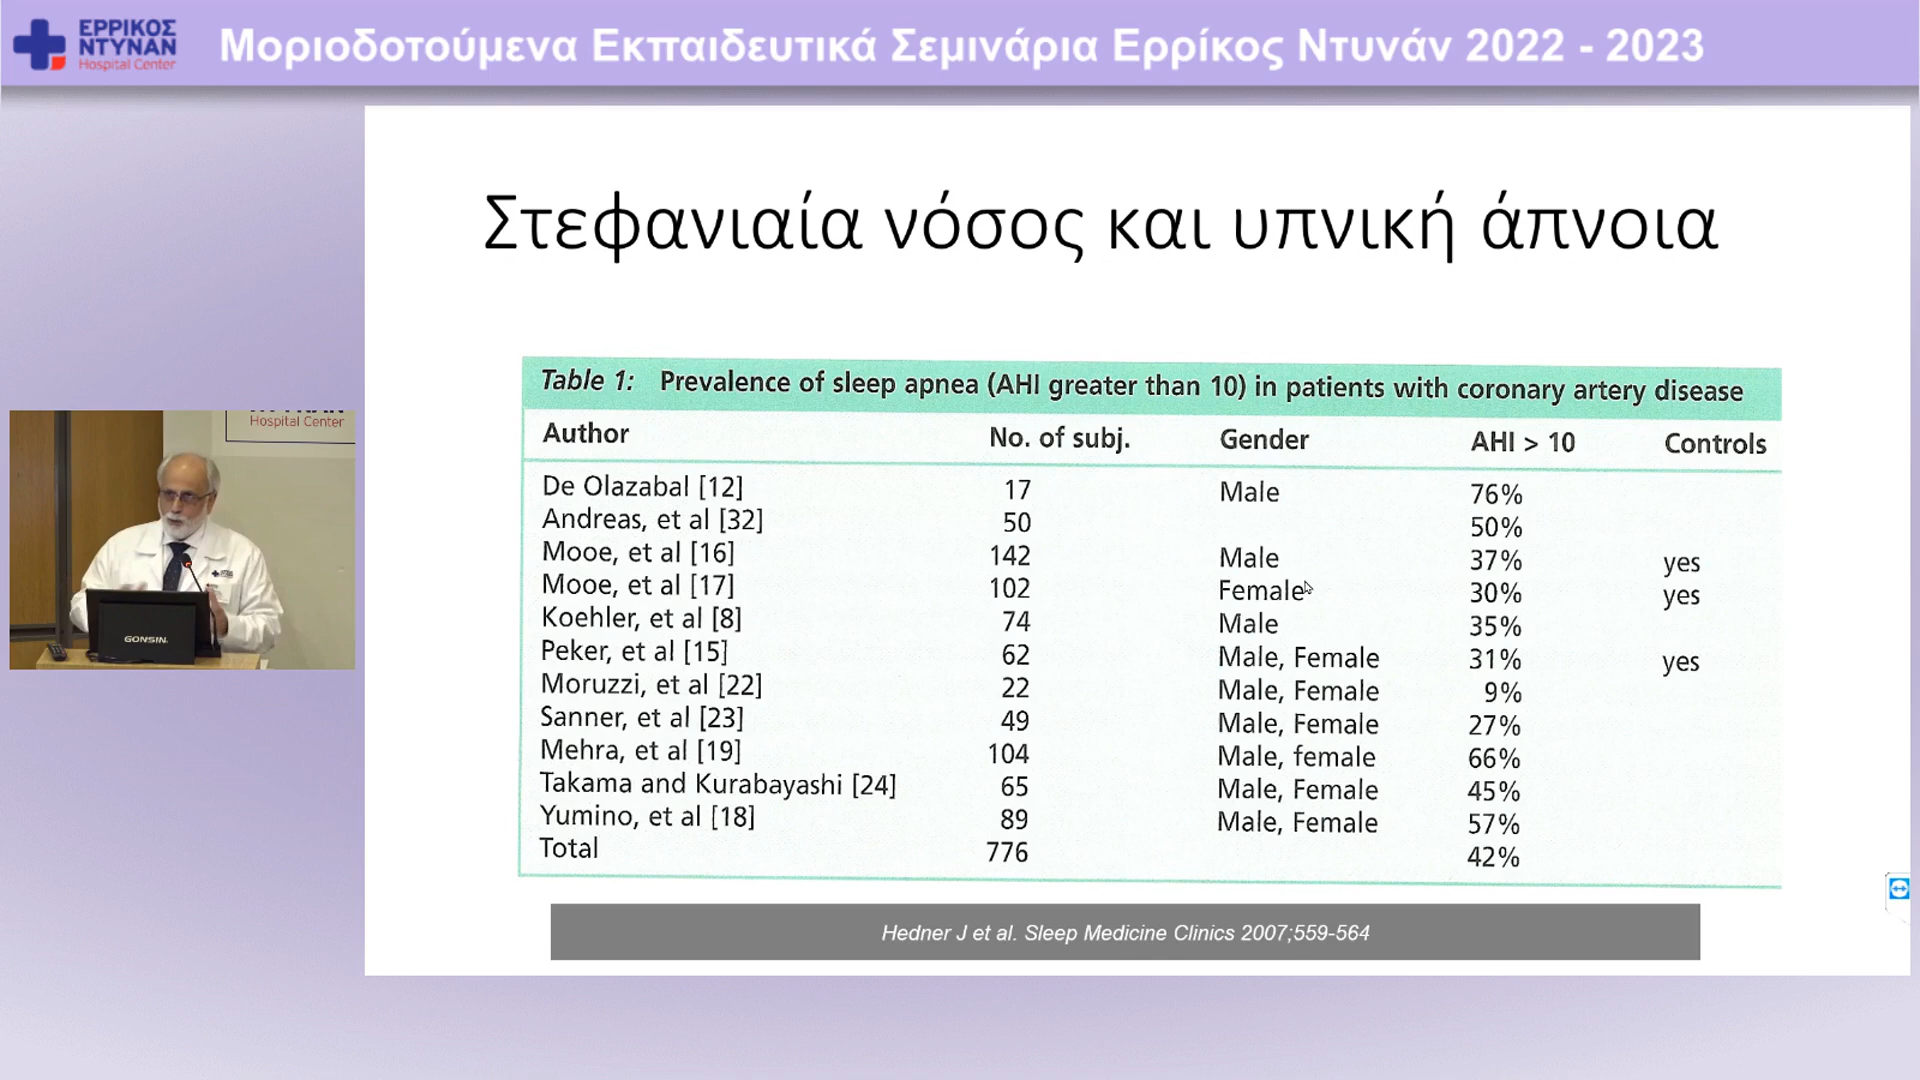 ΕΡΡΙΚΟΣ
ΝΤΥΝΑΝ
Hospital Center
Μοριοδοτούμενα Εκπαιδευτικά Σεμινάρια Ερρίκος Ντυνάν 2022 - 2023
Στεφανιαία νόσος και υπνική άπνοια
Table 1: Prevalence of sleep apnea (AHI greater than 10) in patients with coronary artery disease
Author No. of subj. Gender AHI > 10 Controls
De Olazabal [12] 17 Male 76%
Andreas, et al [32] 50 50%
Mooe, et al [16] 142 Male 37% yes
Mooe, et al [17] 102 Female 30% yes
Koehler, et al [8] 74 Male 35%
Peker, et al [15] 62 Male, Female 31% yes
Moruzzi, et al [22] 22 Male, Female 9%
Sanner, et al [23] 49 Male, Female 27%
Mehra, et al [19] 104 Male, female 66%
Takama and Kurabayashi [24] 65 Male, Female 45%
Yumino, et al [18] 89 Male, Female 57%
Total 776 42%
Hedner J et al. Sleep Medicine Clinics 2007;559-564
Hospital Center
GONSIN